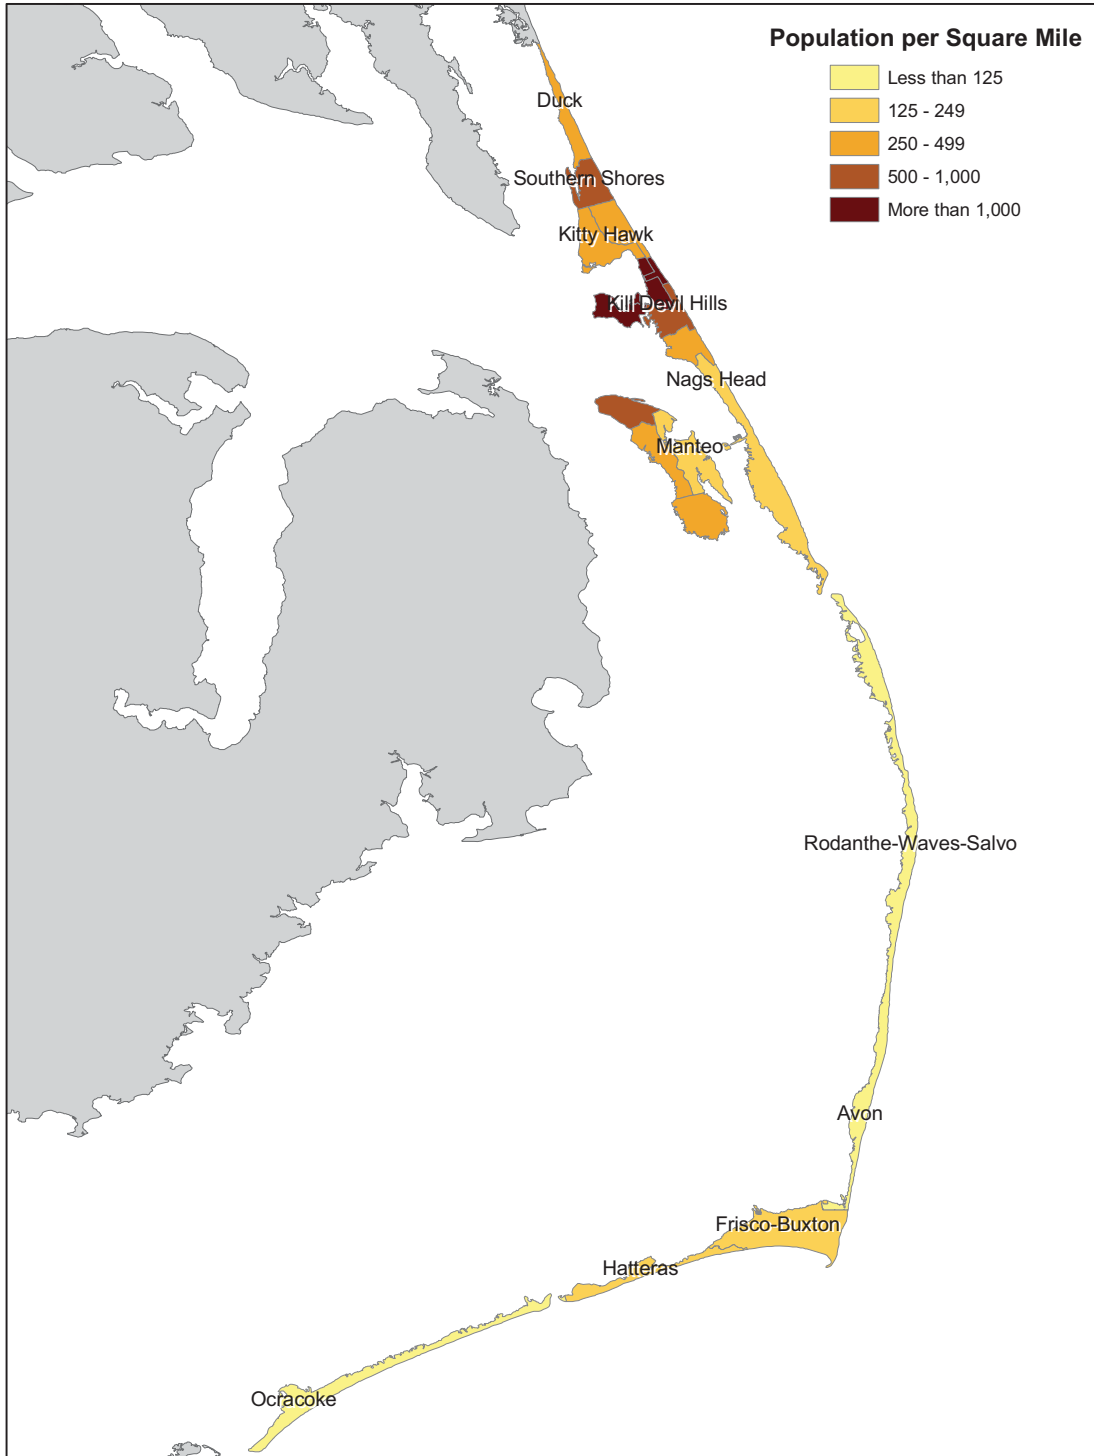 Population per Square Mile
Less than 125
125 - 249
250 - 499
500 - 1,000
More than 1,000
Duck
Southern Shores
Kitty Hawk
Kill Devil Hills
Nags Head
Manteo
Rodanthe-Waves-Salvo
Avon
Frisco-Buxton
Hatteras
Ocracoke